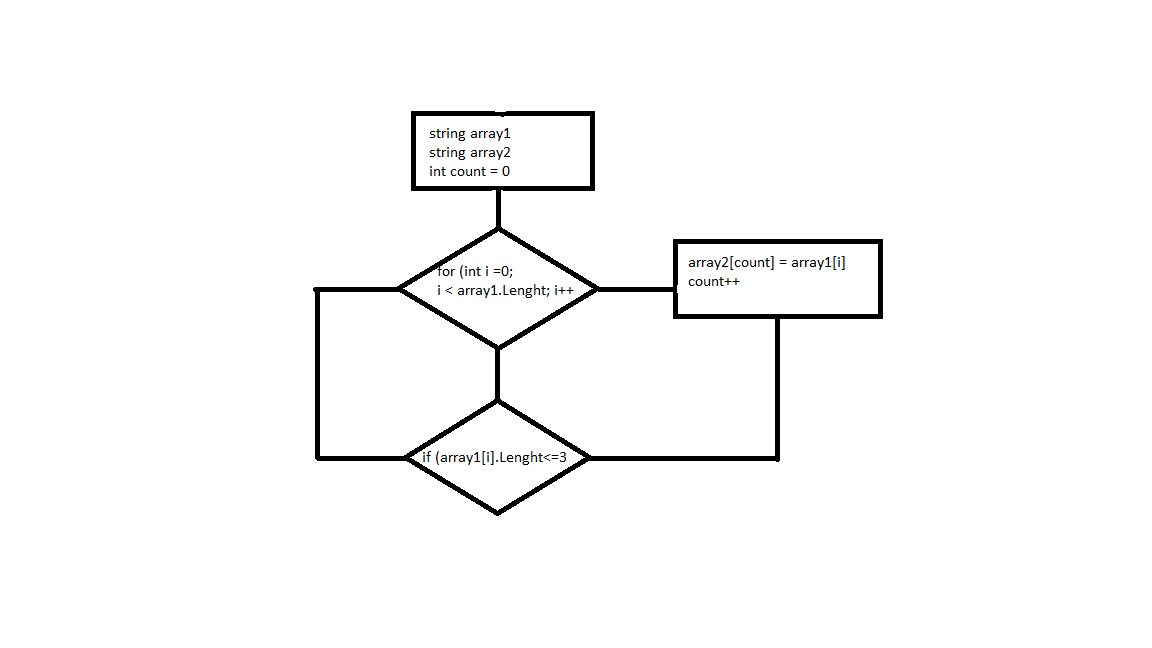 string array1
string array2
int count = 0
for (int i =0;
i < array1.Lenght; i++
array2[count] = array1[i]
count++
if (array1[i].Lenght<=3